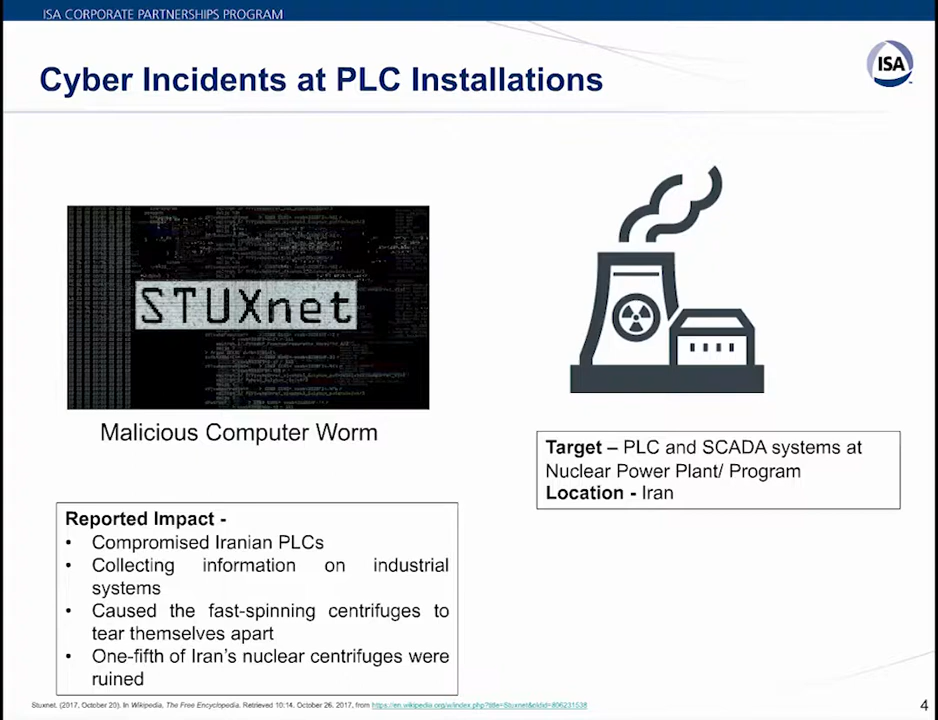 ISA CORPORATE PARTNERSHIPS PROGRAM
Cyber Incidents at PLC Installations
ISA
STUXnet
Malicious Computer Worm
Target – PLC and SCADA systems at
Nuclear Power Plant/ Program
Location - Iran
Reported Impact -
• Compromised Iranian PLCs
• Collecting information on industrial
systems
• Caused the fast-spinning centrifuges to
tear themselves apart
• One-fifth of Iran's nuclear centrifuges were
ruined
Stuxnet. (2017, October 20). In Wikipedia, The Free Encyclopedia. Retrieved 10:14, October 26, 2017, from https://en.wikipedia.org/w/index.php?title=Stuxnet&oldid=806231538
4